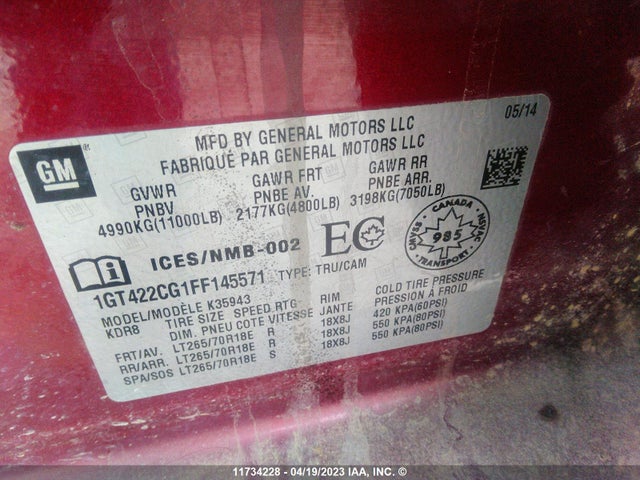 05/14
MFD BY GENERAL MOTORS LLC
FABRIQUÉ PAR GENERAL MOTORS LLC
GM
GVWR GAWR FRT GAWR RR
PNBV PNBE AV. PNBE ARR.
4990KG(11000LB) 2177KG(4800LB) 3198KG(7050LB)
ICES/NMB-002 EC
CANADA
985
TRANSPORT
NSVAC SVNAC
1GT422CG1FF145571 TYPE: TRU/CAM
MODEL/MODÈLE K35943
KDR8 TIRE SIZE SPEED RTG RIM COLD TIRE PRESSURE
DIM. PNEU COTE VITESSE JANTE PRESSION A FROID
FRT/AV. LT265/70R18E R 18X8J 420 KPA(60PSI)
RR/ARR. LT265/70R18E R 18X8J 550 KPA(80PSI)
SPA/SOS LT265/70R18E S 18X8J 550 KPA(80PSI)
11734228 - 04/19/2023 IAA, INC. ©